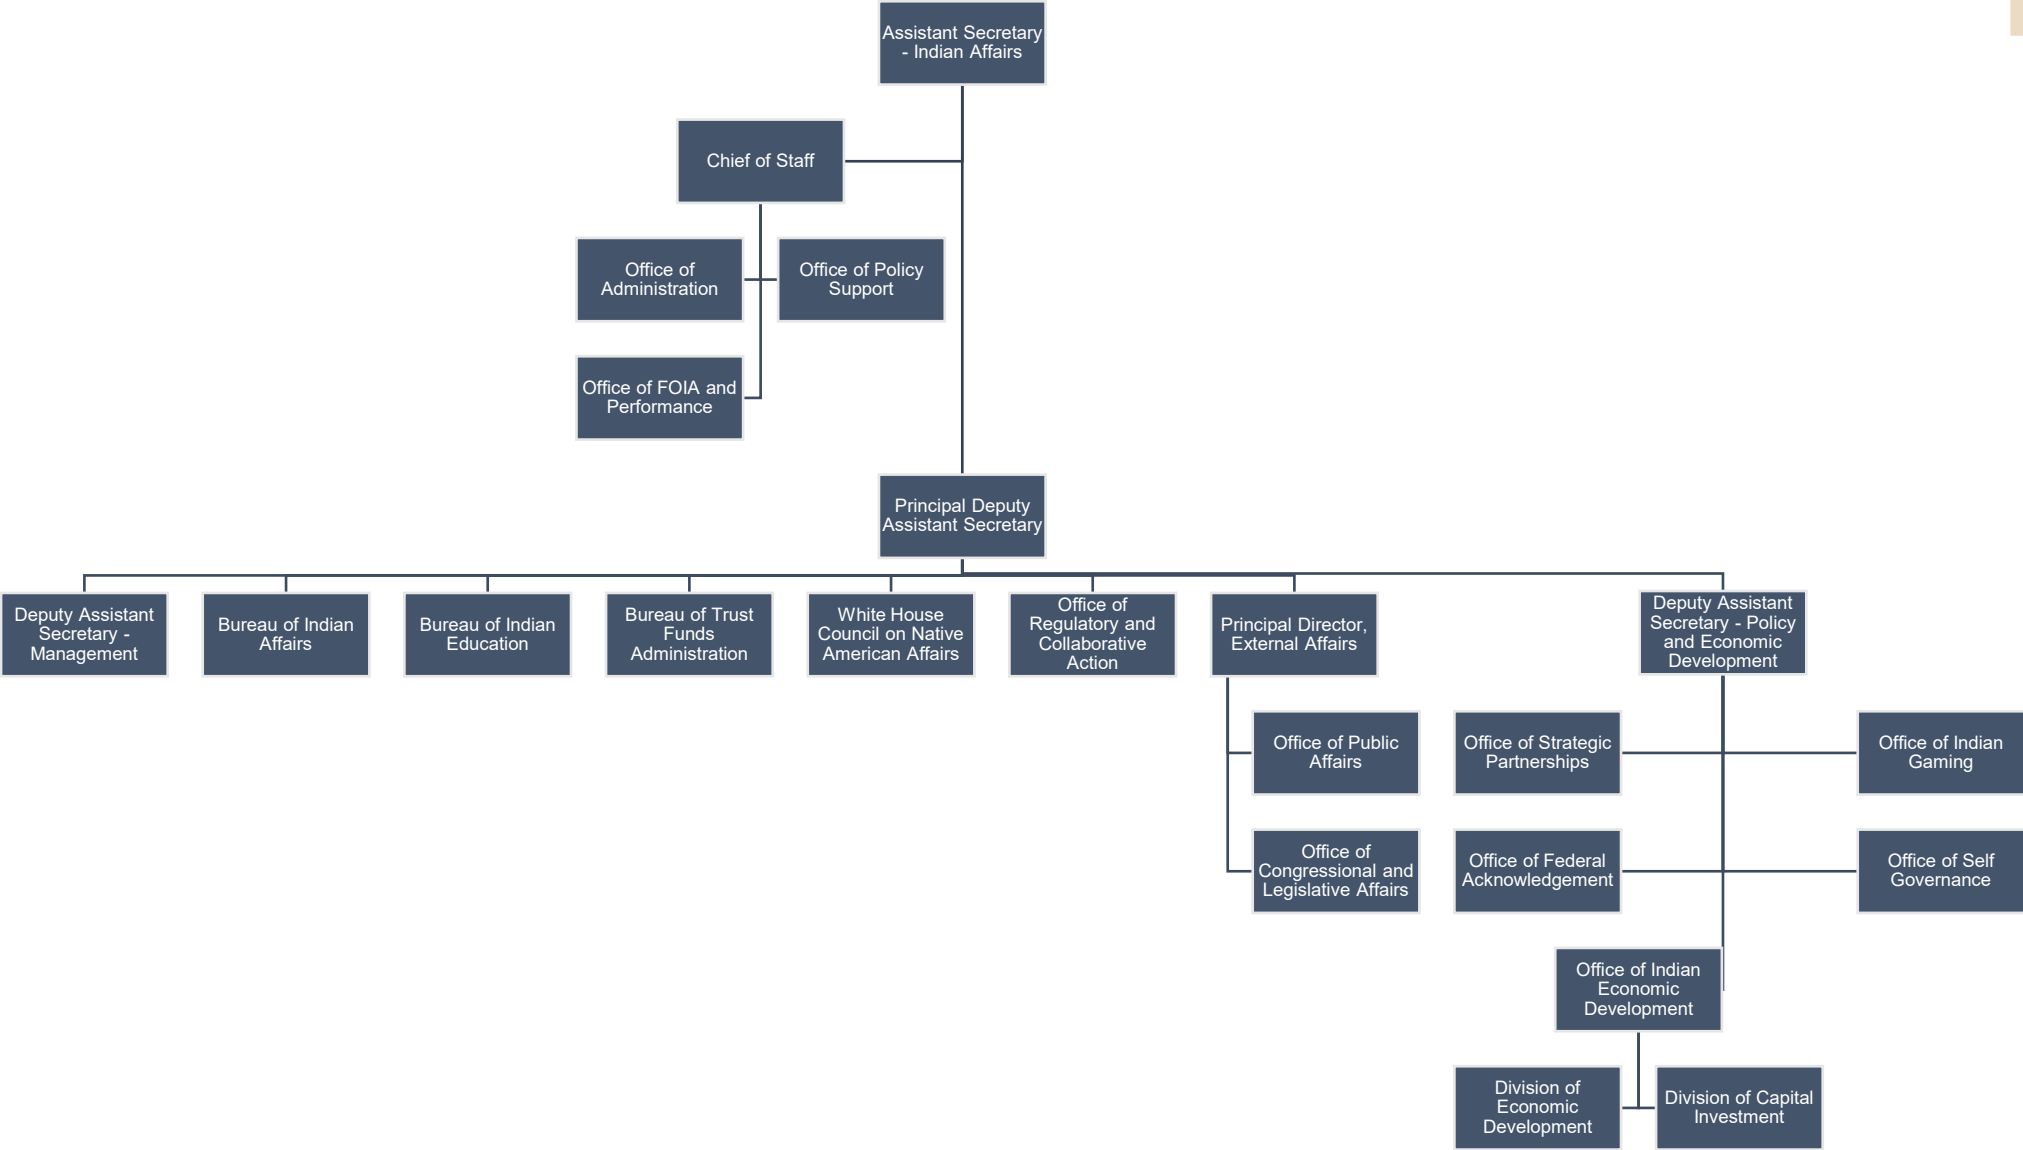 Assistant Secretary
- Indian Affairs
Chief of Staff
Office of
Administration
Office of Policy
Support
Office of FOIA and
Performance
Principal Deputy
Assistant Secretary
Deputy Assistant
Secretary -
Management
Bureau of Indian
Affairs
Bureau of Indian
Education
Bureau of Trust
Funds
Administration
White House
Council on Native
American Affairs
Office of
Regulatory and
Collaborative
Action
Principal Director,
External Affairs
Deputy Assistant
Secretary - Policy
and Economic
Development
Office of Public
Affairs
Office of Strategic
Partnerships
Office of Indian
Gaming
Office of
Congressional and
Legislative Affairs
Office of Federal
Acknowledgement
Office of Self
Governance
Office of Indian
Economic
Development
Division of
Economic
Development
Division of Capital
Investment